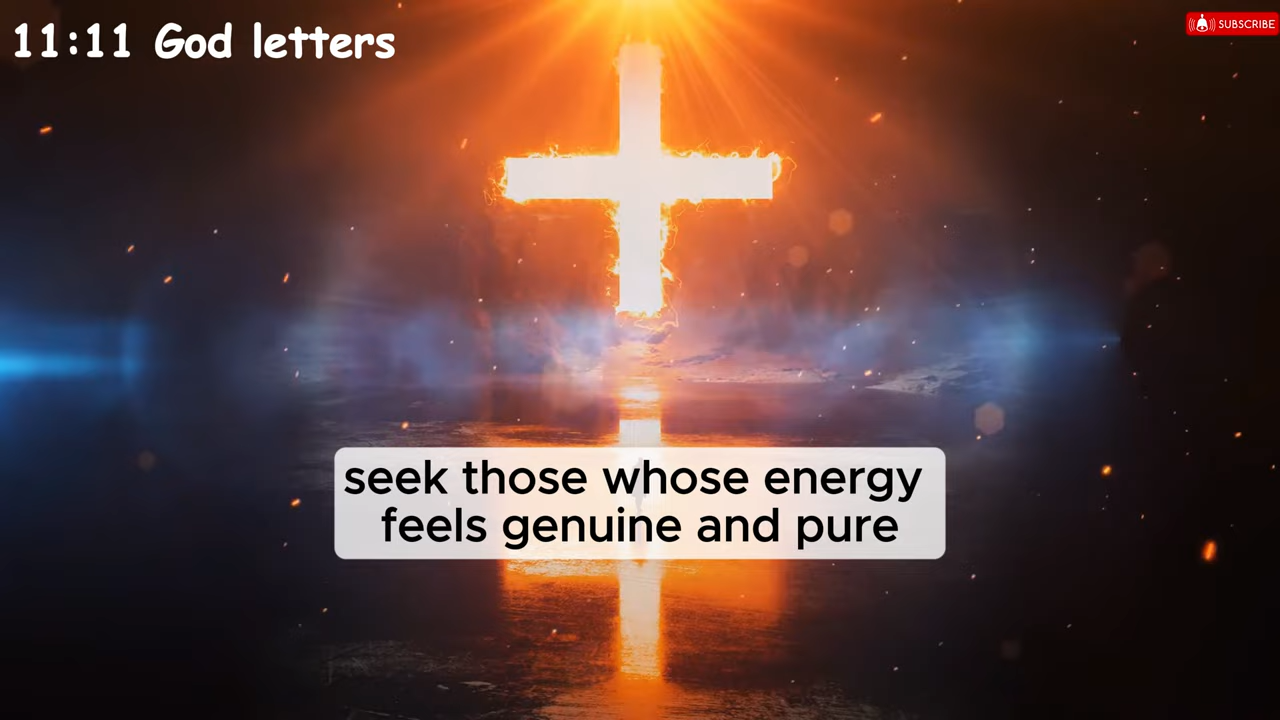 11:11 God letters
SUBSCRIBE
seek those whose energy
feels genuine and pure